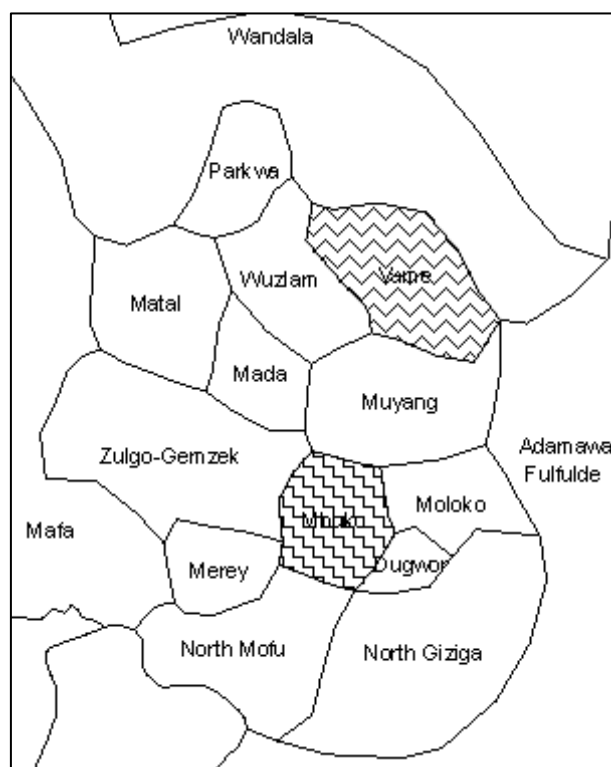 Wandala
Parkwa
Wuzlam
Vame
Matal
Mada
Muyang
Adamawa
Fulfulde
Zulgo-Gemzek
Moloko
Mbuko
Mafa
Merey
Dugwor
North Mofu
North Giziga